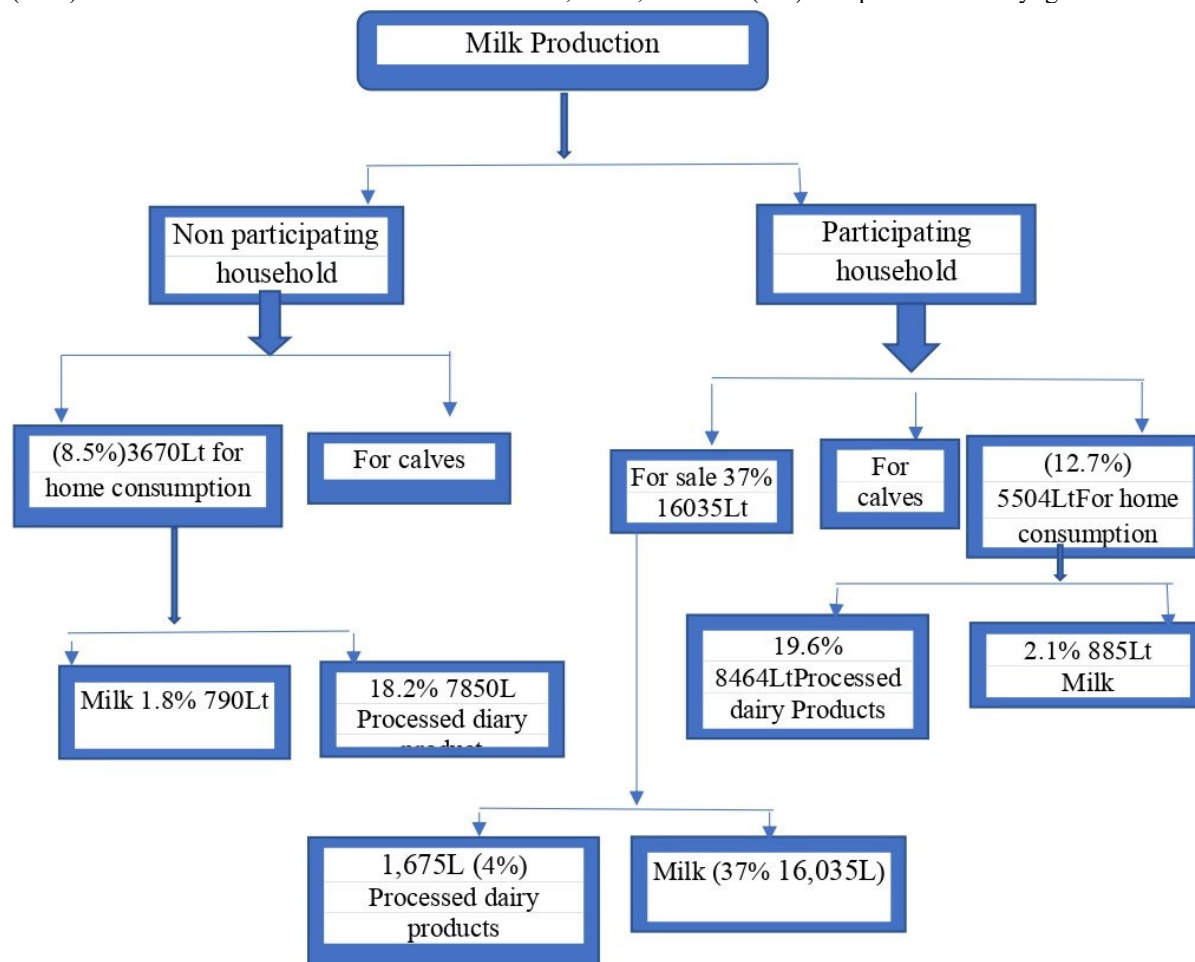 Milk Production
Non participating
household
Participating
household
(8.5%)3670Lt for
home consumption
For calves
For sale 37%
16035Lt
For
calves
(12.7%)
5504LtFor home
consumption
Milk 1.8% 790Lt
18.2% 7850L
Processed diary
product
19.6%
8464LtProcessed
dairy Products
2.1% 885Lt
Milk
1,675L (4%)
Processed dairy
products
Milk (37% 16,035L)